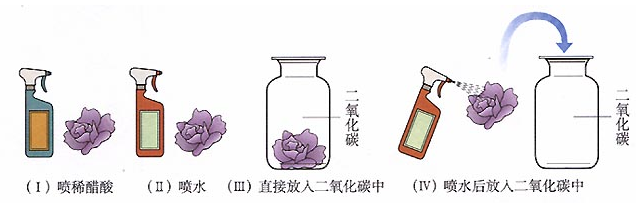 二氧化碳
二氧化碳
(Ⅰ) 喷稀醋酸
(Ⅱ) 喷水
(Ⅲ) 直接放入二氧化碳中
(Ⅳ) 喷水后放入二氧化碳中